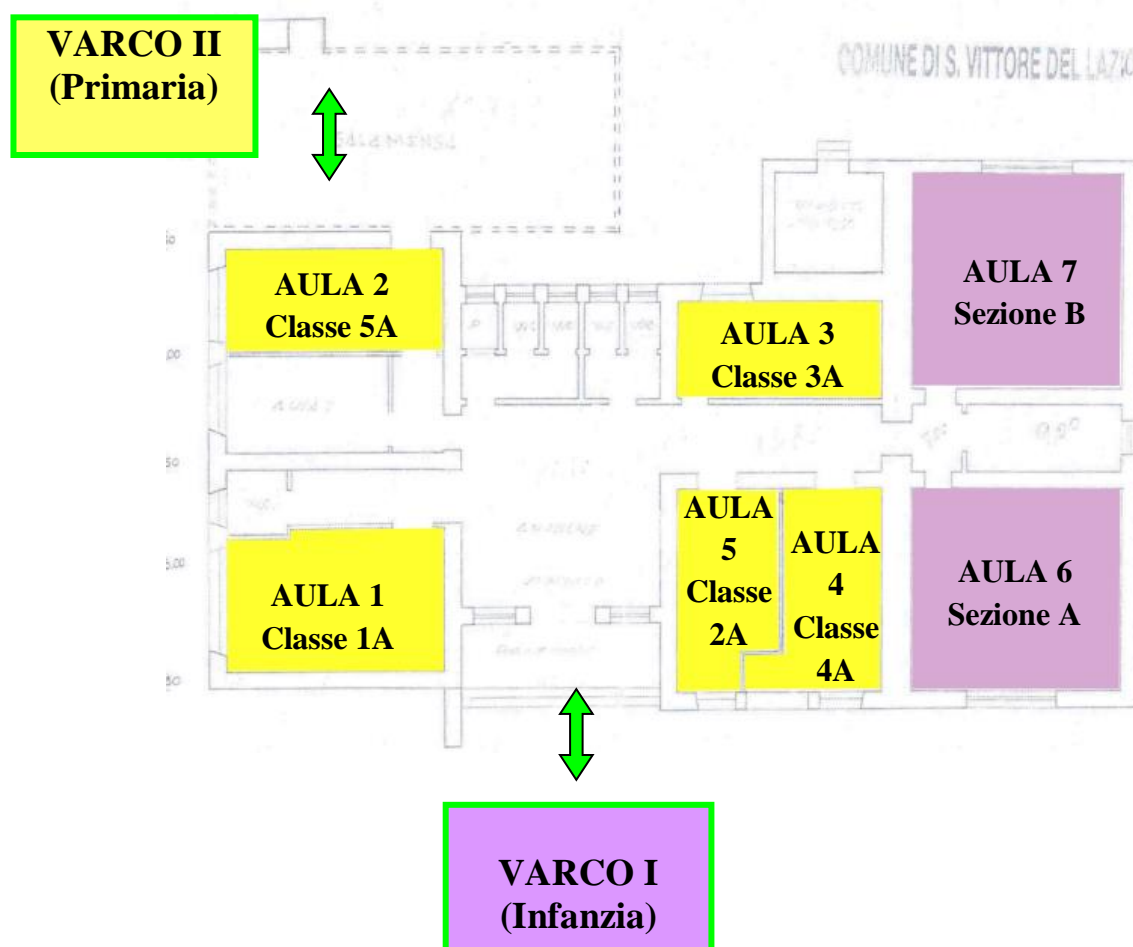 VARCO II
(Primaria)
COMUNE DI S. VITTORE DEL LAZIO
AULA 7
Sezione B
AULA 2
Classe 5A
AULA 3
Classe 3A
AULA
5
Classe
2A
AULA
4
Classe
4A
AULA 6
Sezione A
AULA 1
Classe 1A
VARCO I
(Infanzia)